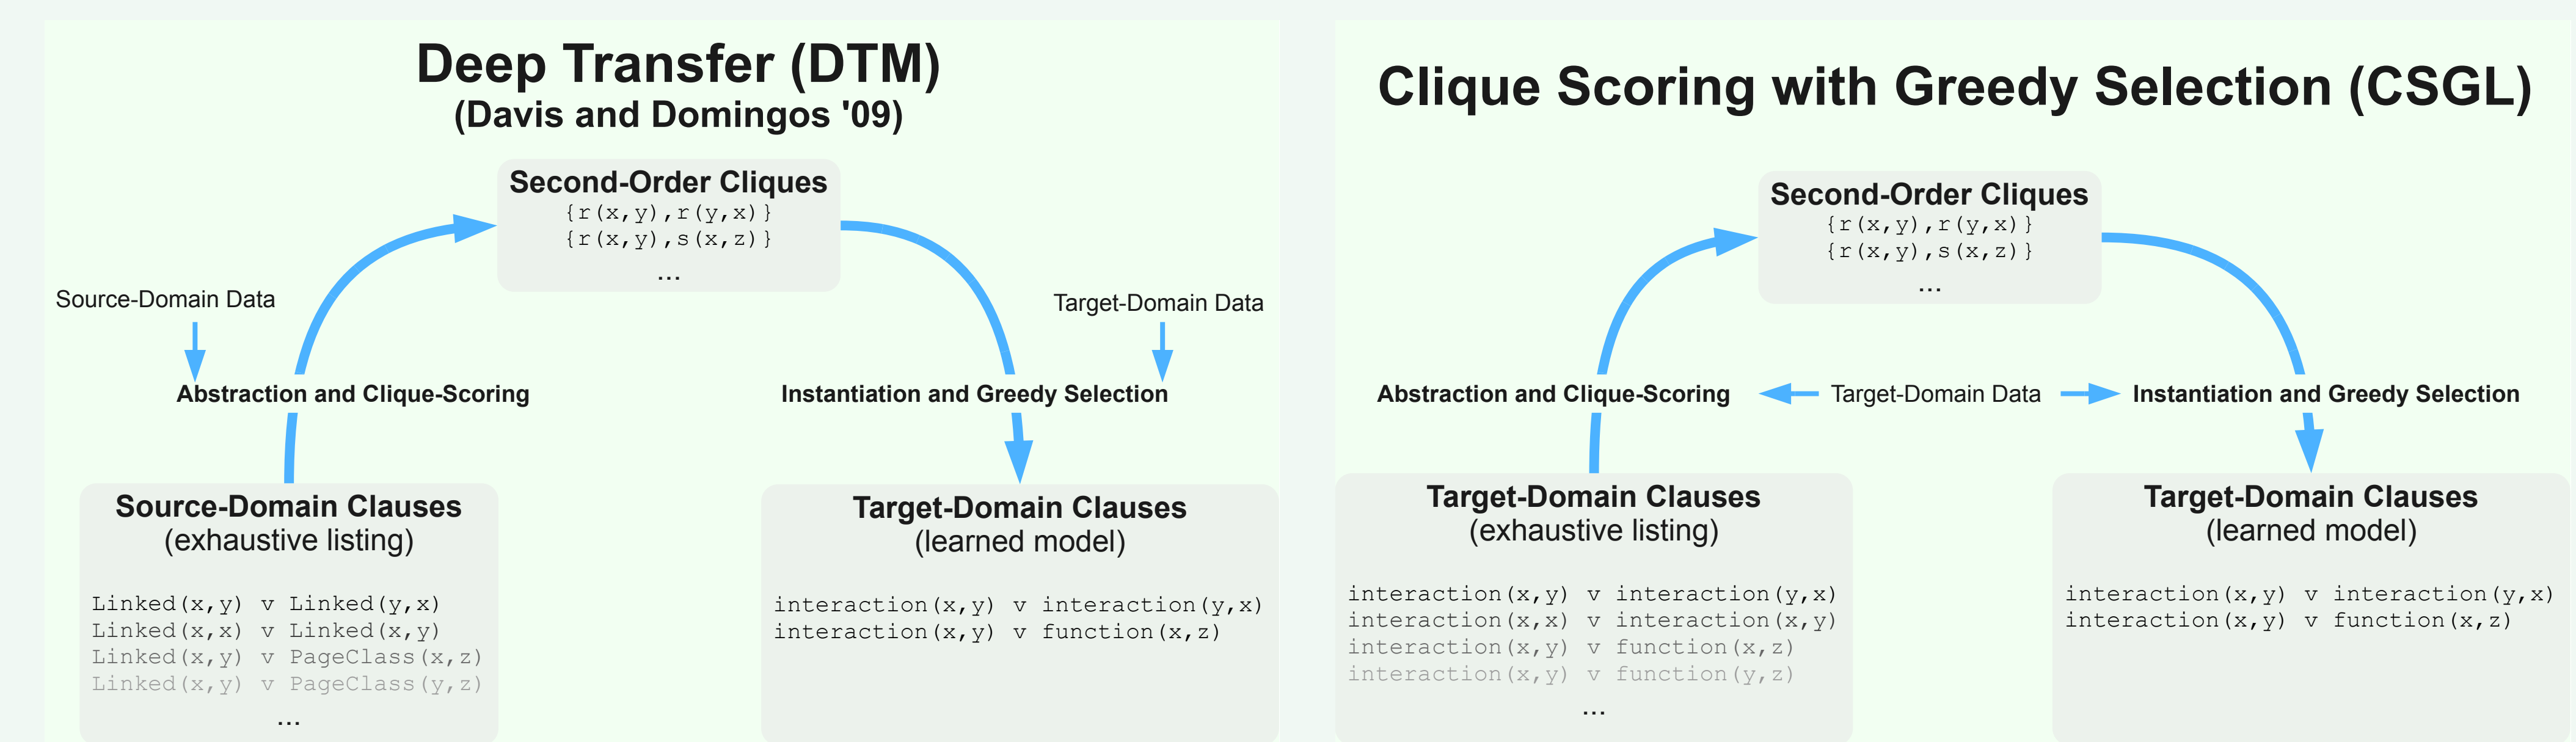 Deep Transfer (DTM)
(Davis and Domingos '09)
Second-Order Cliques
{r(x,y),r(y,x)}
{r(x,y),s(x,z)}
...
Source-Domain Data
Target-Domain Data
Abstraction and Clique-Scoring
Instantiation and Greedy Selection
Source-Domain Clauses
(exhaustive listing)
Linked(x,y) v Linked(y,x)
Linked(x,x) v Linked(x,y)
Linked(x,y) v PageClass(x,z)
Linked(x,y) v PageClass(y,z)
...
Target-Domain Clauses
(learned model)
interaction(x,y) v interaction(y,x)
interaction(x,y) v function(x,z)
Clique Scoring with Greedy Selection (CSGL)
Second-Order Cliques
{r(x,y),r(y,x)}
{r(x,y),s(x,z)}
...
Abstraction and Clique-Scoring
Target-Domain Data
Instantiation and Greedy Selection
Target-Domain Clauses
(exhaustive listing)
interaction(x,y) v interaction(y,x)
interaction(x,x) v interaction(x,y)
interaction(x,y) v function(x,z)
interaction(x,y) v function(y,z)
...
Target-Domain Clauses
(learned model)
interaction(x,y) v interaction(y,x)
interaction(x,y) v function(x,z)